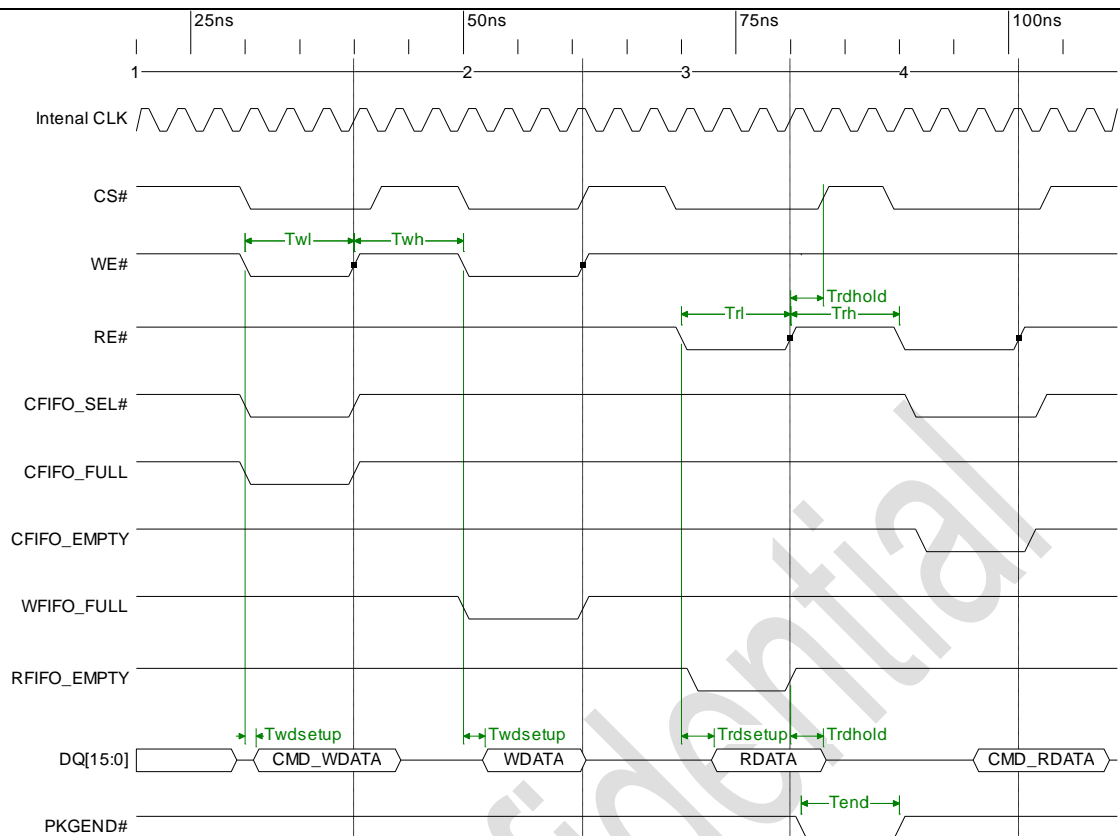 25ns 50ns 75ns 100ns
1 2 3 4
Intenal CLK
CS#
Twl Twh
WE#
Trdhold
Trl Trh
RE#
CFIFO_SEL#
CFIFO_FULL
CFIFO_EMPTY
WFIFO_FULL
RFIFO_EMPTY
Twdsetup Twdsetup Trdsetup Trdhold
DQ[15:0] CMD_WDATA WDATA RDATA CMD_RDATA
Tend
PKGEND#
nfidential